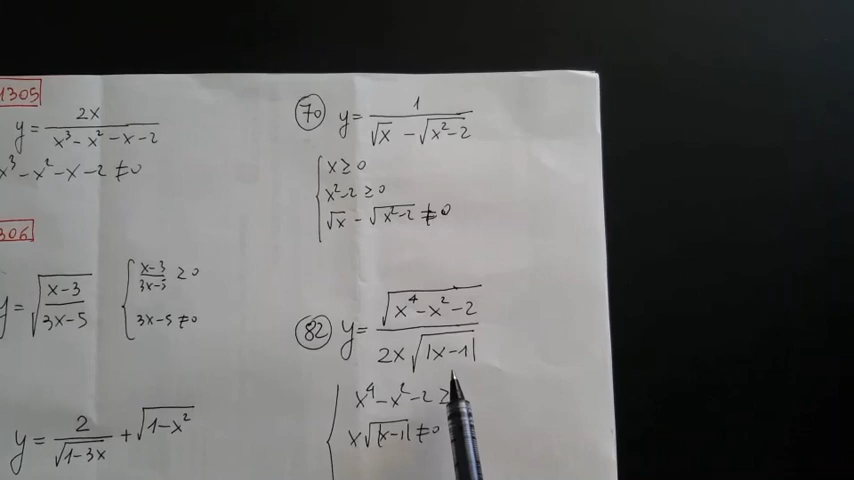 1305
y = 2x / (x³ - x² - x - 2)
x³ - x² - x - 2 ≠ 0
306
y = √((x-3)/(3x-5))
{ (x-3)/(3x-5) ≥ 0
3x-5 ≠ 0
y = 2/√(1-3x) + √(1-x²)
70 y = 1 / (√x - √(x²-2))
{ x ≥ 0
x²-2 ≥ 0
√x - √(x²-2) ≠ 0
82 y = √(x⁴-x²-2) / (2x√|x-1|)
{ x⁴-x²-2 ≥
x√|x-1| ≠ 0